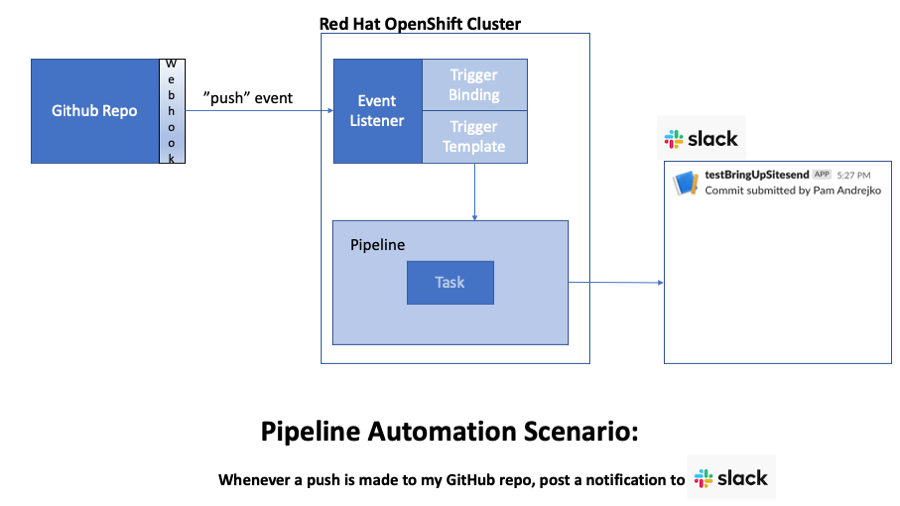 Red Hat OpenShift Cluster
Github Repo
Webhook
”push” event
Event
Listener
Trigger
Binding
Trigger
Template
Pipeline
Task
slack
testBringUpSitesend APP 5:27 PM
Commit submitted by Pam Andrejko
Pipeline Automation Scenario:
Whenever a push is made to my GitHub repo, post a notification to slack